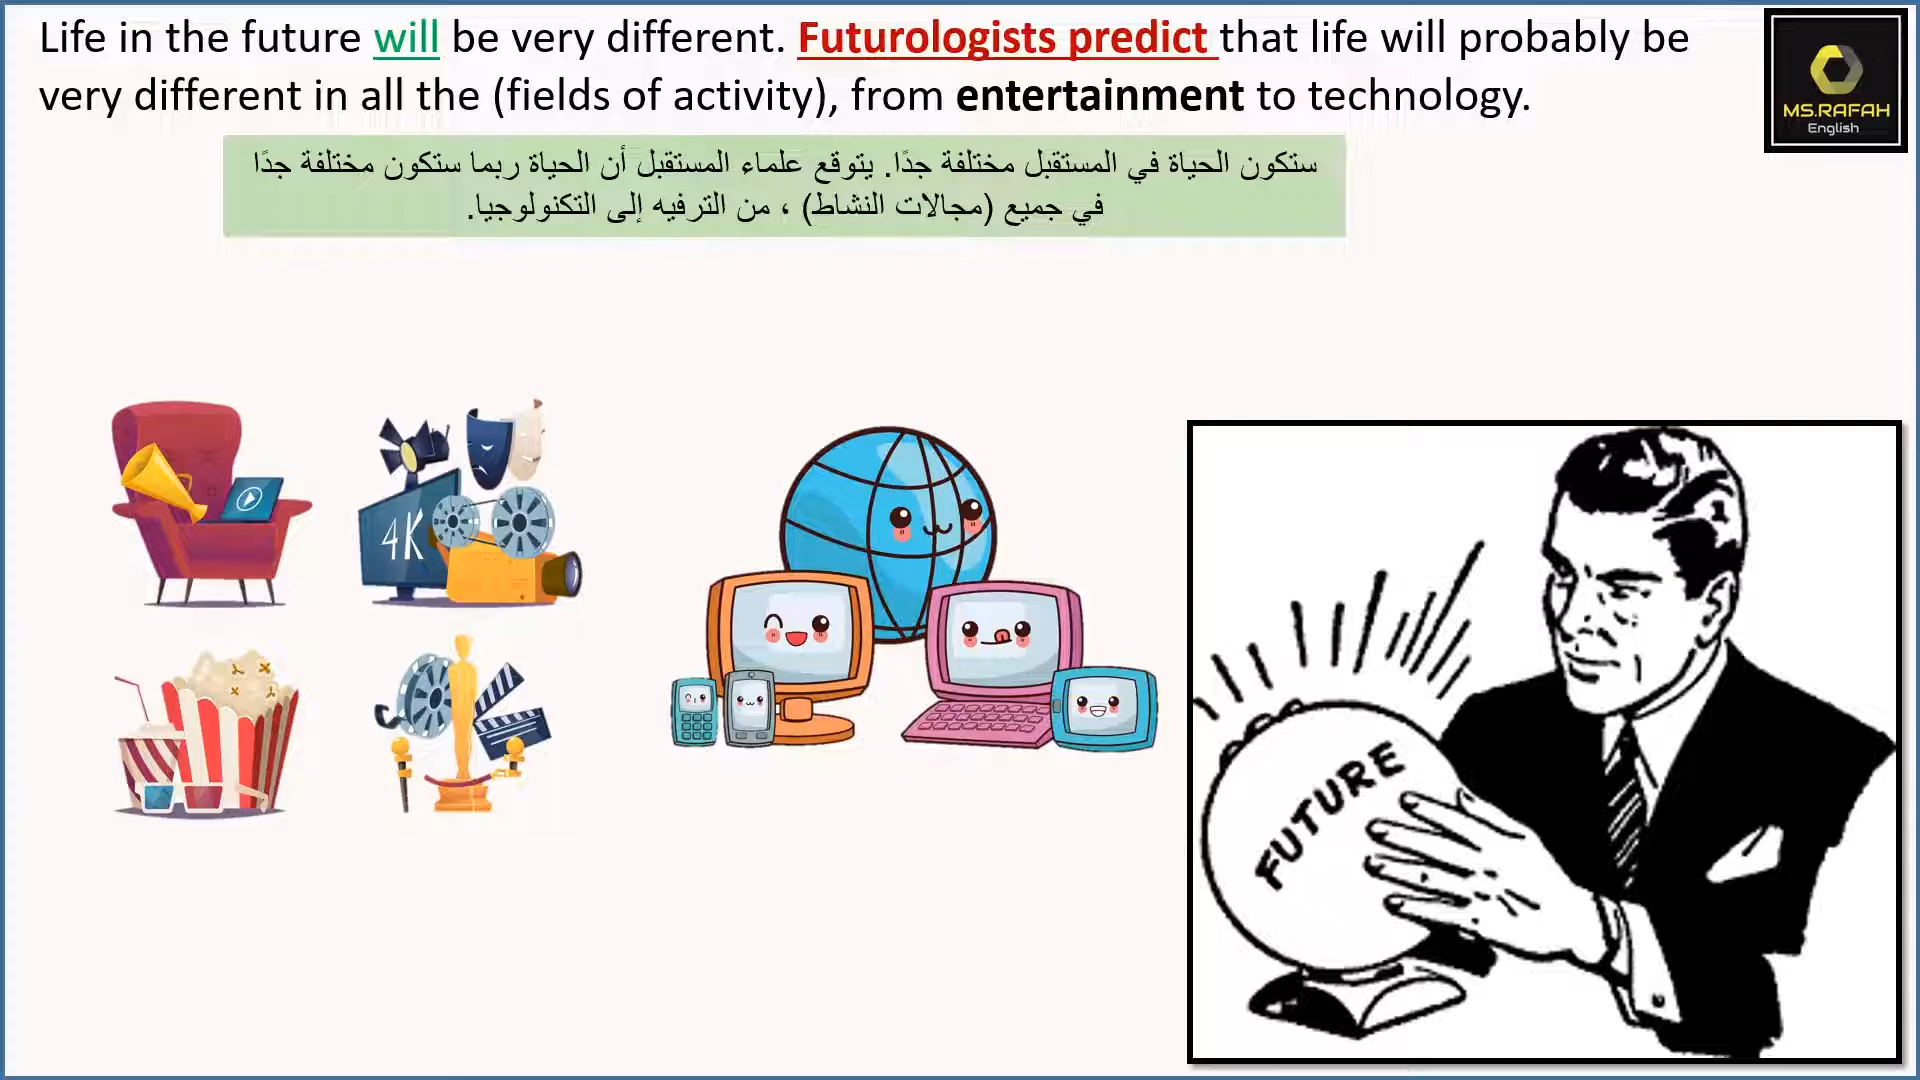 Life in the future will be very different. Futurologists predict that life will probably be
very different in all the (fields of activity), from entertainment to technology.
MS.RAFAH
English
ستكون الحياة في المستقبل مختلفة جدًا. يتوقع علماء المستقبل أن الحياة ربما ستكون مختلفة جدًا
في جميع (مجالات النشاط) ، من الترفيه إلى التكنولوجيا.
4K
FUTURE